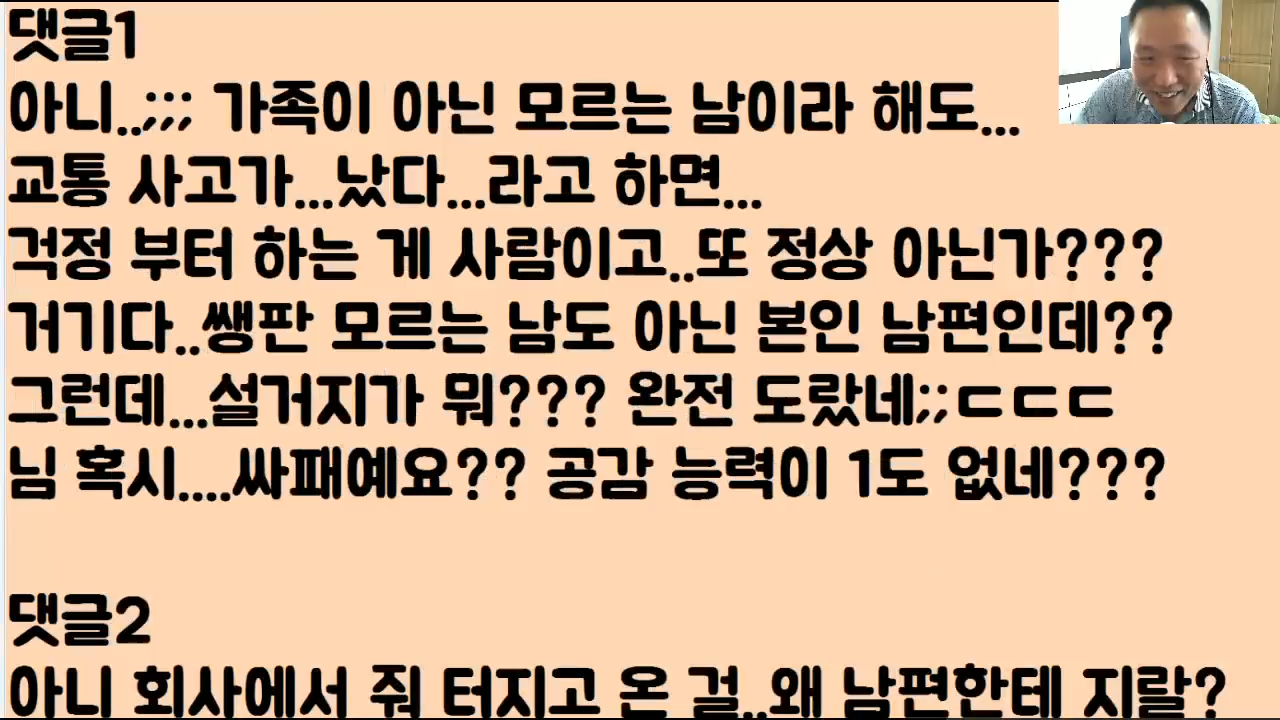 댓글1
아니..;;; 가족이 아닌 모르는 남이라 해도...
교통 사고가...났다...라고 하면...
걱정 부터 하는 게 사람이고..또 정상 아닌가???
거기다..쌩판 모르는 남도 아닌 본인 남편인데??
그런데...설거지가 뭐??? 완전 도랐네;;ㄷㄷㄷ
님 혹시....싸패예요?? 공감 능력이 1도 없네???
댓글2
아니 회사에서 줘 터지고 온 걸..왜 남편한테 지랄?